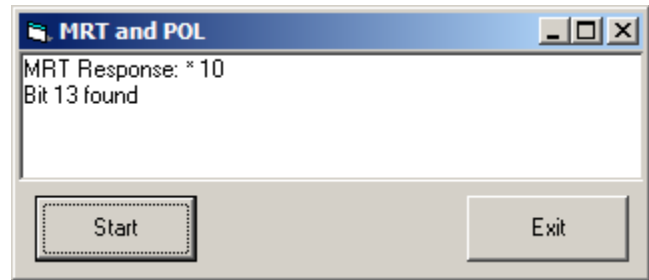 MRT and POL
MRT Response: * 10
Bit 13 found
Start
Exit